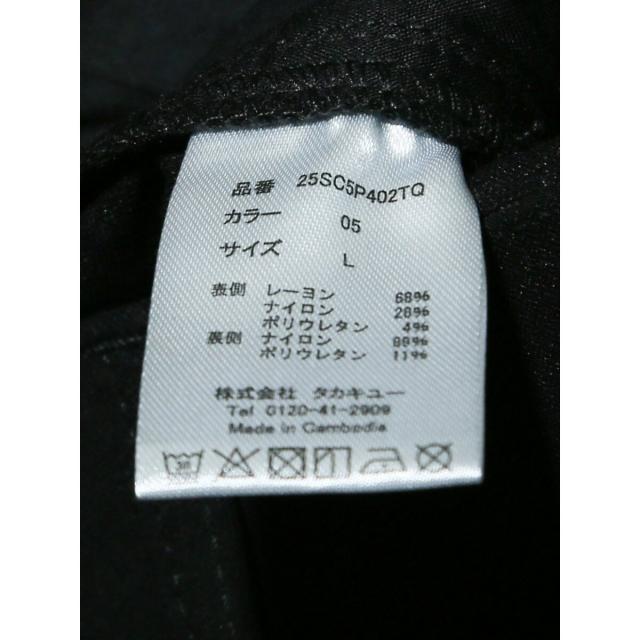 品番 25SC5P402TQ
カラー 05
サイズ L
表側 レーヨン 68%
ナイロン 28%
ポリウレタン 4%
裏側 ナイロン 89%
ポリウレタン 11%
株式会社 タカキュー
Tel 0120-41-2909
Made in Cambodia